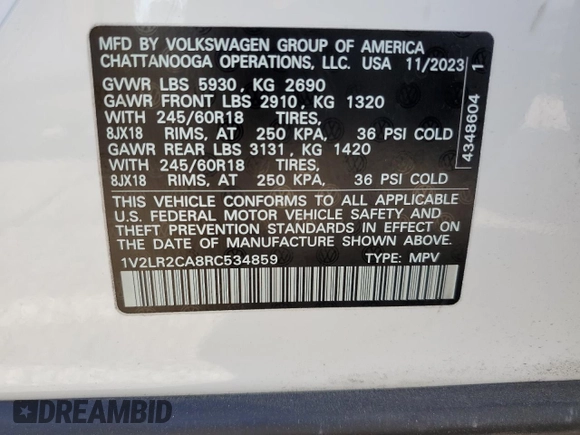 MFD BY VOLKSWAGEN GROUP OF AMERICA
CHATTANOOGA OPERATIONS, LLC. USA 11/2023
GVWR LBS 5930, KG 2690
GAWR FRONT LBS 2910, KG 1320
WITH 245/60R18 TIRES,
8JX18 RIMS, AT 250 KPA, 36 PSI COLD
GAWR REAR LBS 3131, KG 1420
WITH 245/60R18 TIRES,
8JX18 RIMS, AT 250 KPA, 36 PSI COLD
THIS VEHICLE CONFORMS TO ALL APPLICABLE
U.S. FEDERAL MOTOR VEHICLE SAFETY AND
THEFT PREVENTION STANDARDS IN EFFECT
ON THE DATE OF MANUFACTURE SHOWN ABOVE.
1V2LR2CA8RC534859 TYPE: MPV
4348604 1
DREAMBID